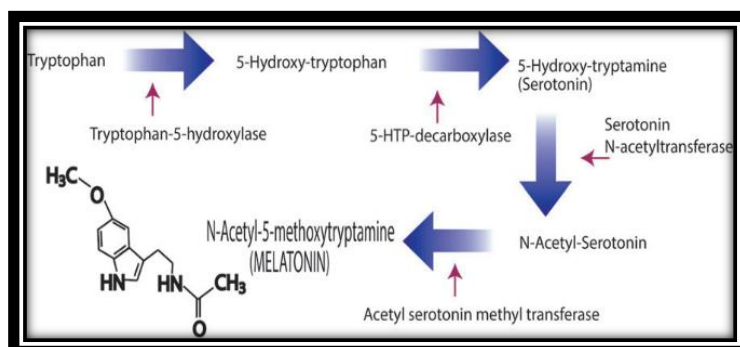 Tryptophan
5-Hydroxy-tryptophan
5-Hydroxy-tryptamine
(Serotonin)
Tryptophan-5-hydroxylase
5-HTP-decarboxylase
Serotonin
N-acetyltransferase
N-Acetyl-Serotonin
N-Acetyl-5-methoxytryptamine
(MELATONIN)
Acetyl serotonin methyl transferase
H₃C
O
HN
NH
CH₃
O